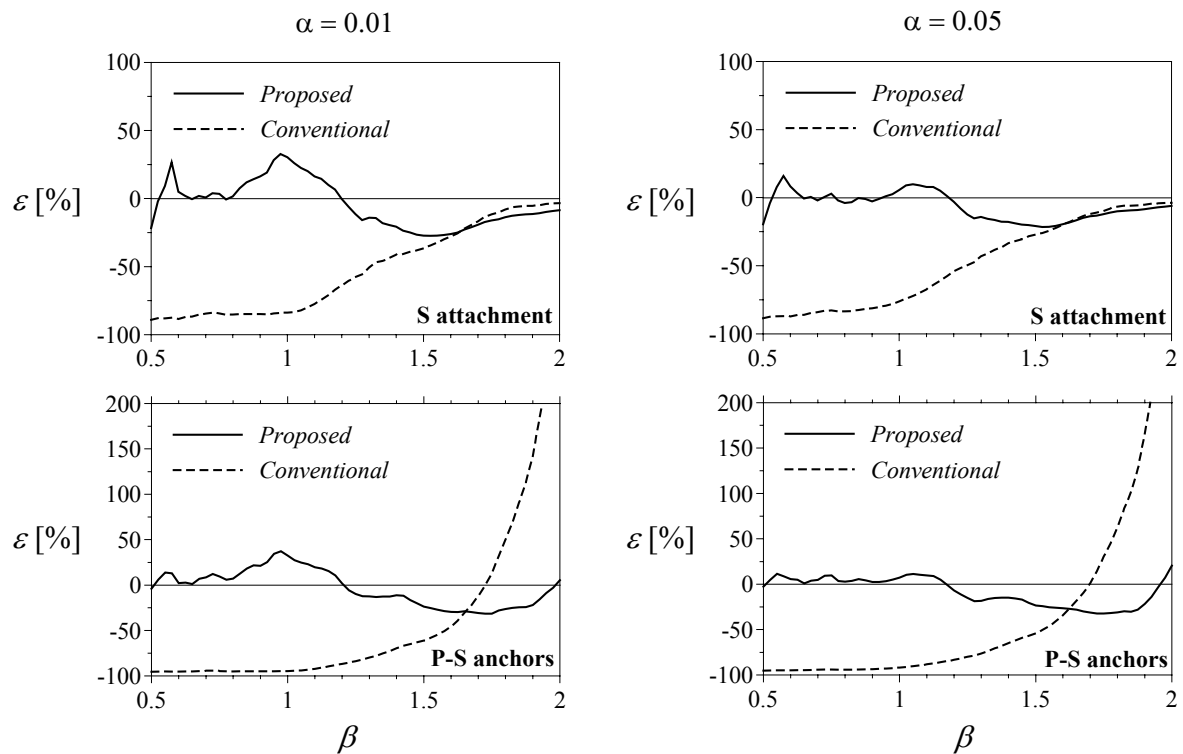 α = 0.01
α = 0.05
100
50
0
-50
-100
ε [%]
Proposed
Conventional
S attachment
0.5
1
1.5
2
100
50
0
-50
-100
ε [%]
Proposed
Conventional
S attachment
0.5
1
1.5
2
200
150
100
50
0
-50
-100
ε [%]
Proposed
Conventional
P-S anchors
0.5
1
1.5
2
β
200
150
100
50
0
-50
-100
ε [%]
Proposed
Conventional
P-S anchors
0.5
1
1.5
2
β